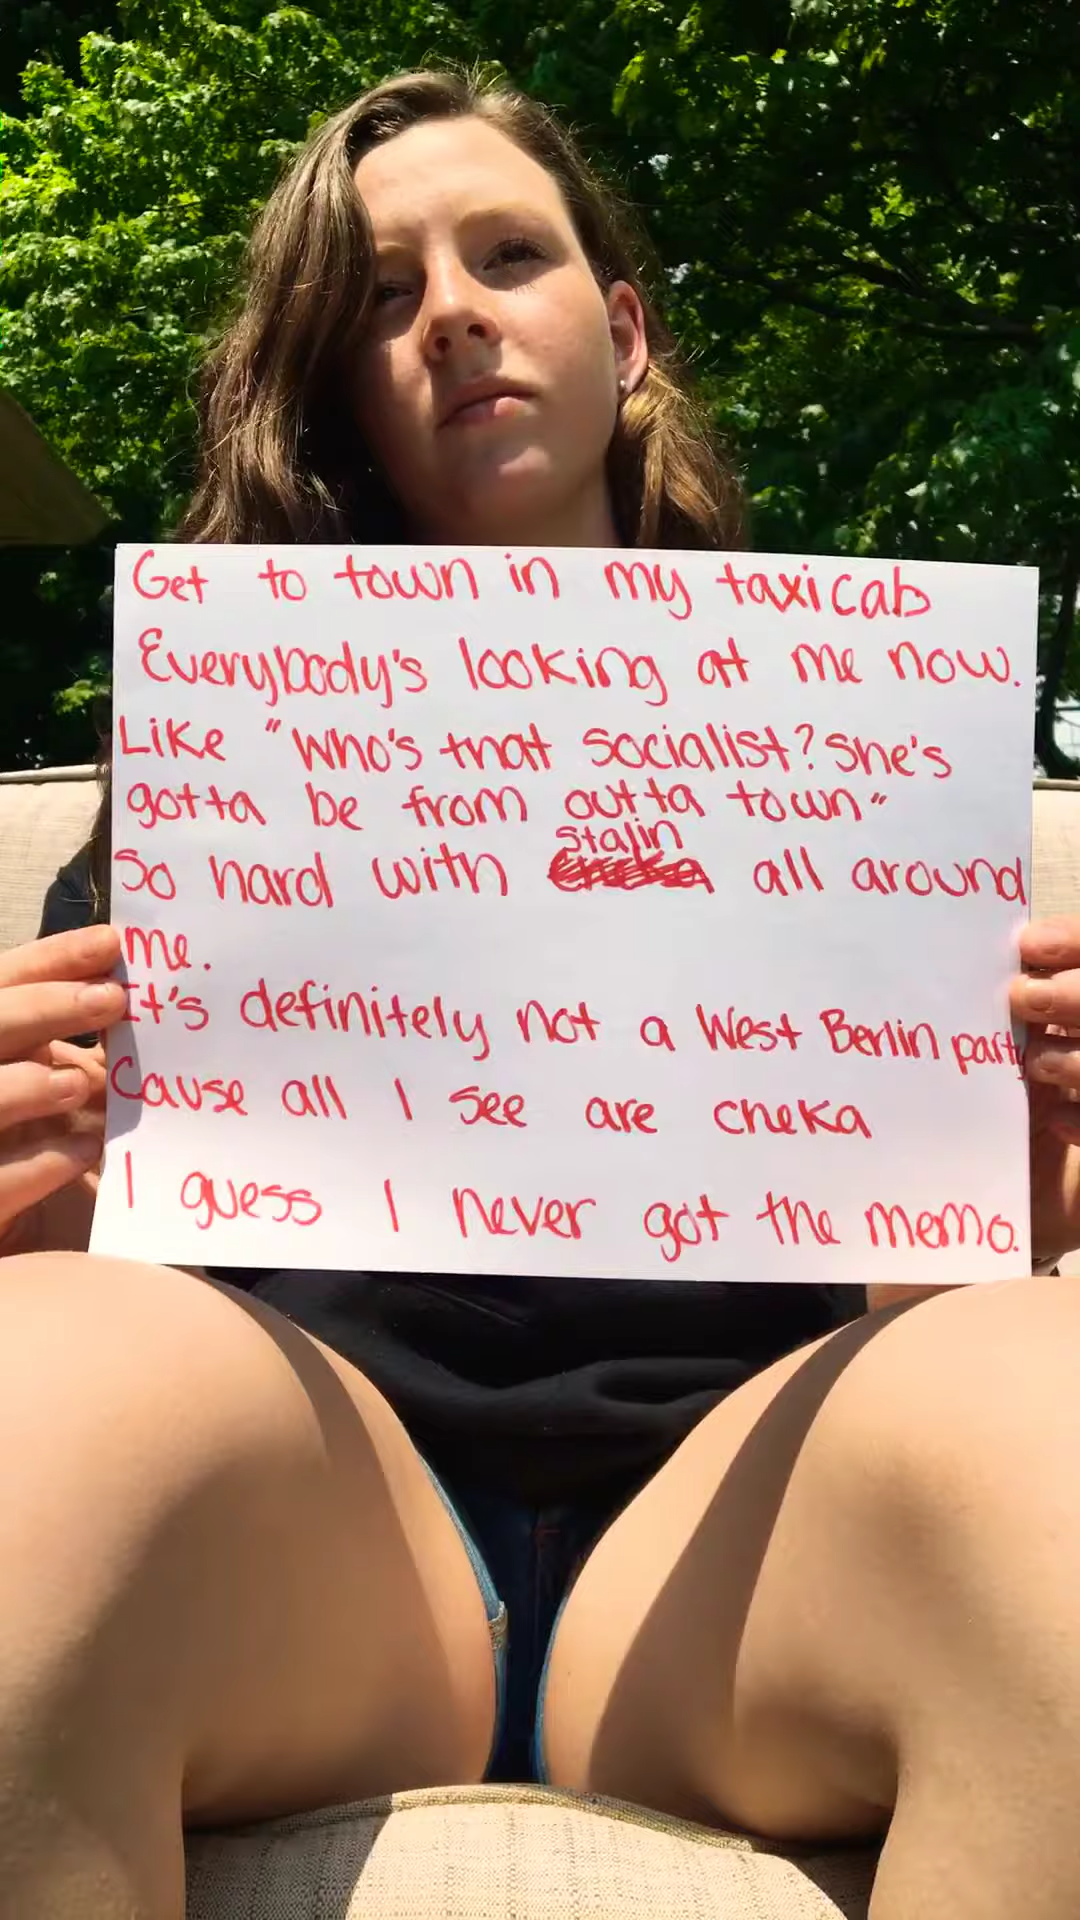 Get to town in my taxicab
Everybody's looking at me now.
Like "who's that socialist? She's
gotta be from outta town"
So hard with stalin all around
me.
It's definitely not a West Berlin party
Cause all I see are cheka
I guess I never got the memo.